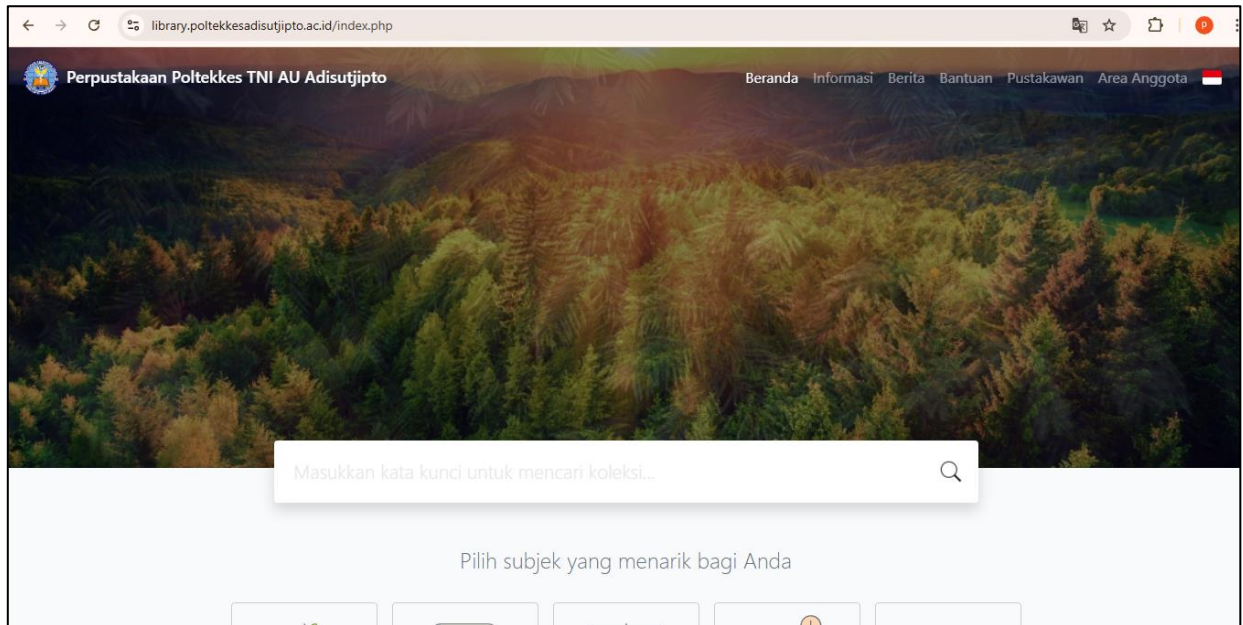 library.poltekkesadisutjipto.ac.id/index.php
P
Perpustakaan Poltekkes TNI AU Adisutjipto
Beranda Informasi Berita Bantuan Pustakawan Area Anggota
Masukkan kata kunci untuk mencari koleksi...
Pilih subjek yang menarik bagi Anda